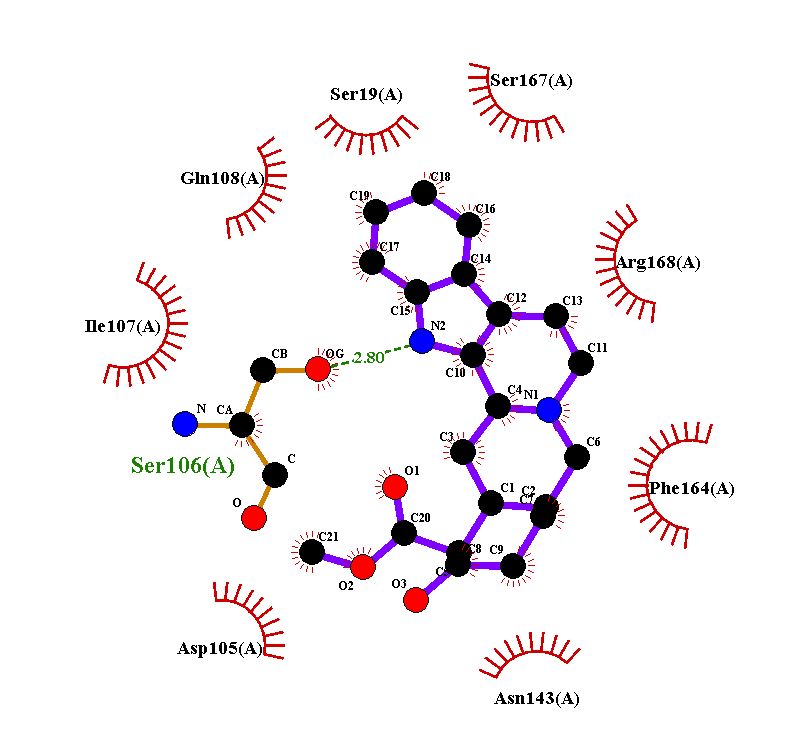 Ser167(A)
Ser19(A)
C18
Gln108(A)
C19
C16
C17
Arg168(A)
C14
C15
C12
C13
Ile107(A)
N2
CB
OG
2.80
C11
C10
C4
N1
N
CA
C3
C6
Ser106(A)
C
O1
Phe164(A)
C1
C2
C7
O
C20
C21
C8
C9
O2
O3
Asp105(A)
Asn143(A)